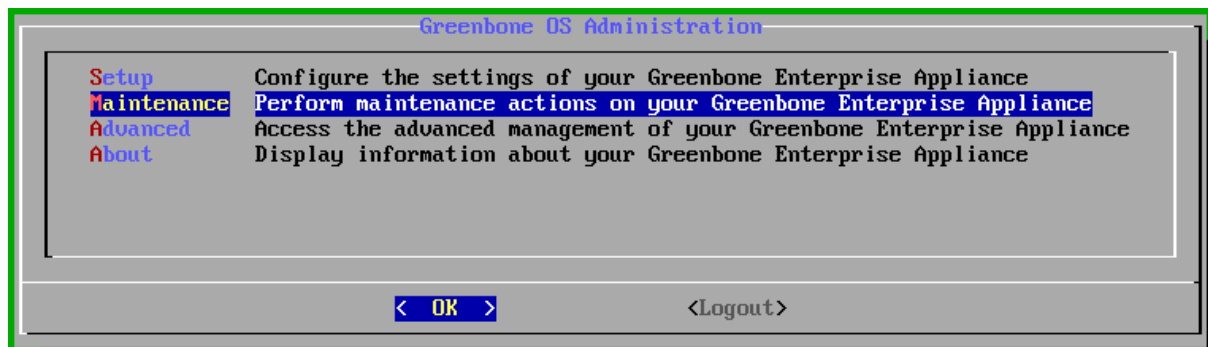 Greenbone OS Administration
Setup Configure the settings of your Greenbone Enterprise Appliance
Maintenance Perform maintenance actions on your Greenbone Enterprise Appliance
Advanced Access the advanced management of your Greenbone Enterprise Appliance
About Display information about your Greenbone Enterprise Appliance
< OK > <Logout>